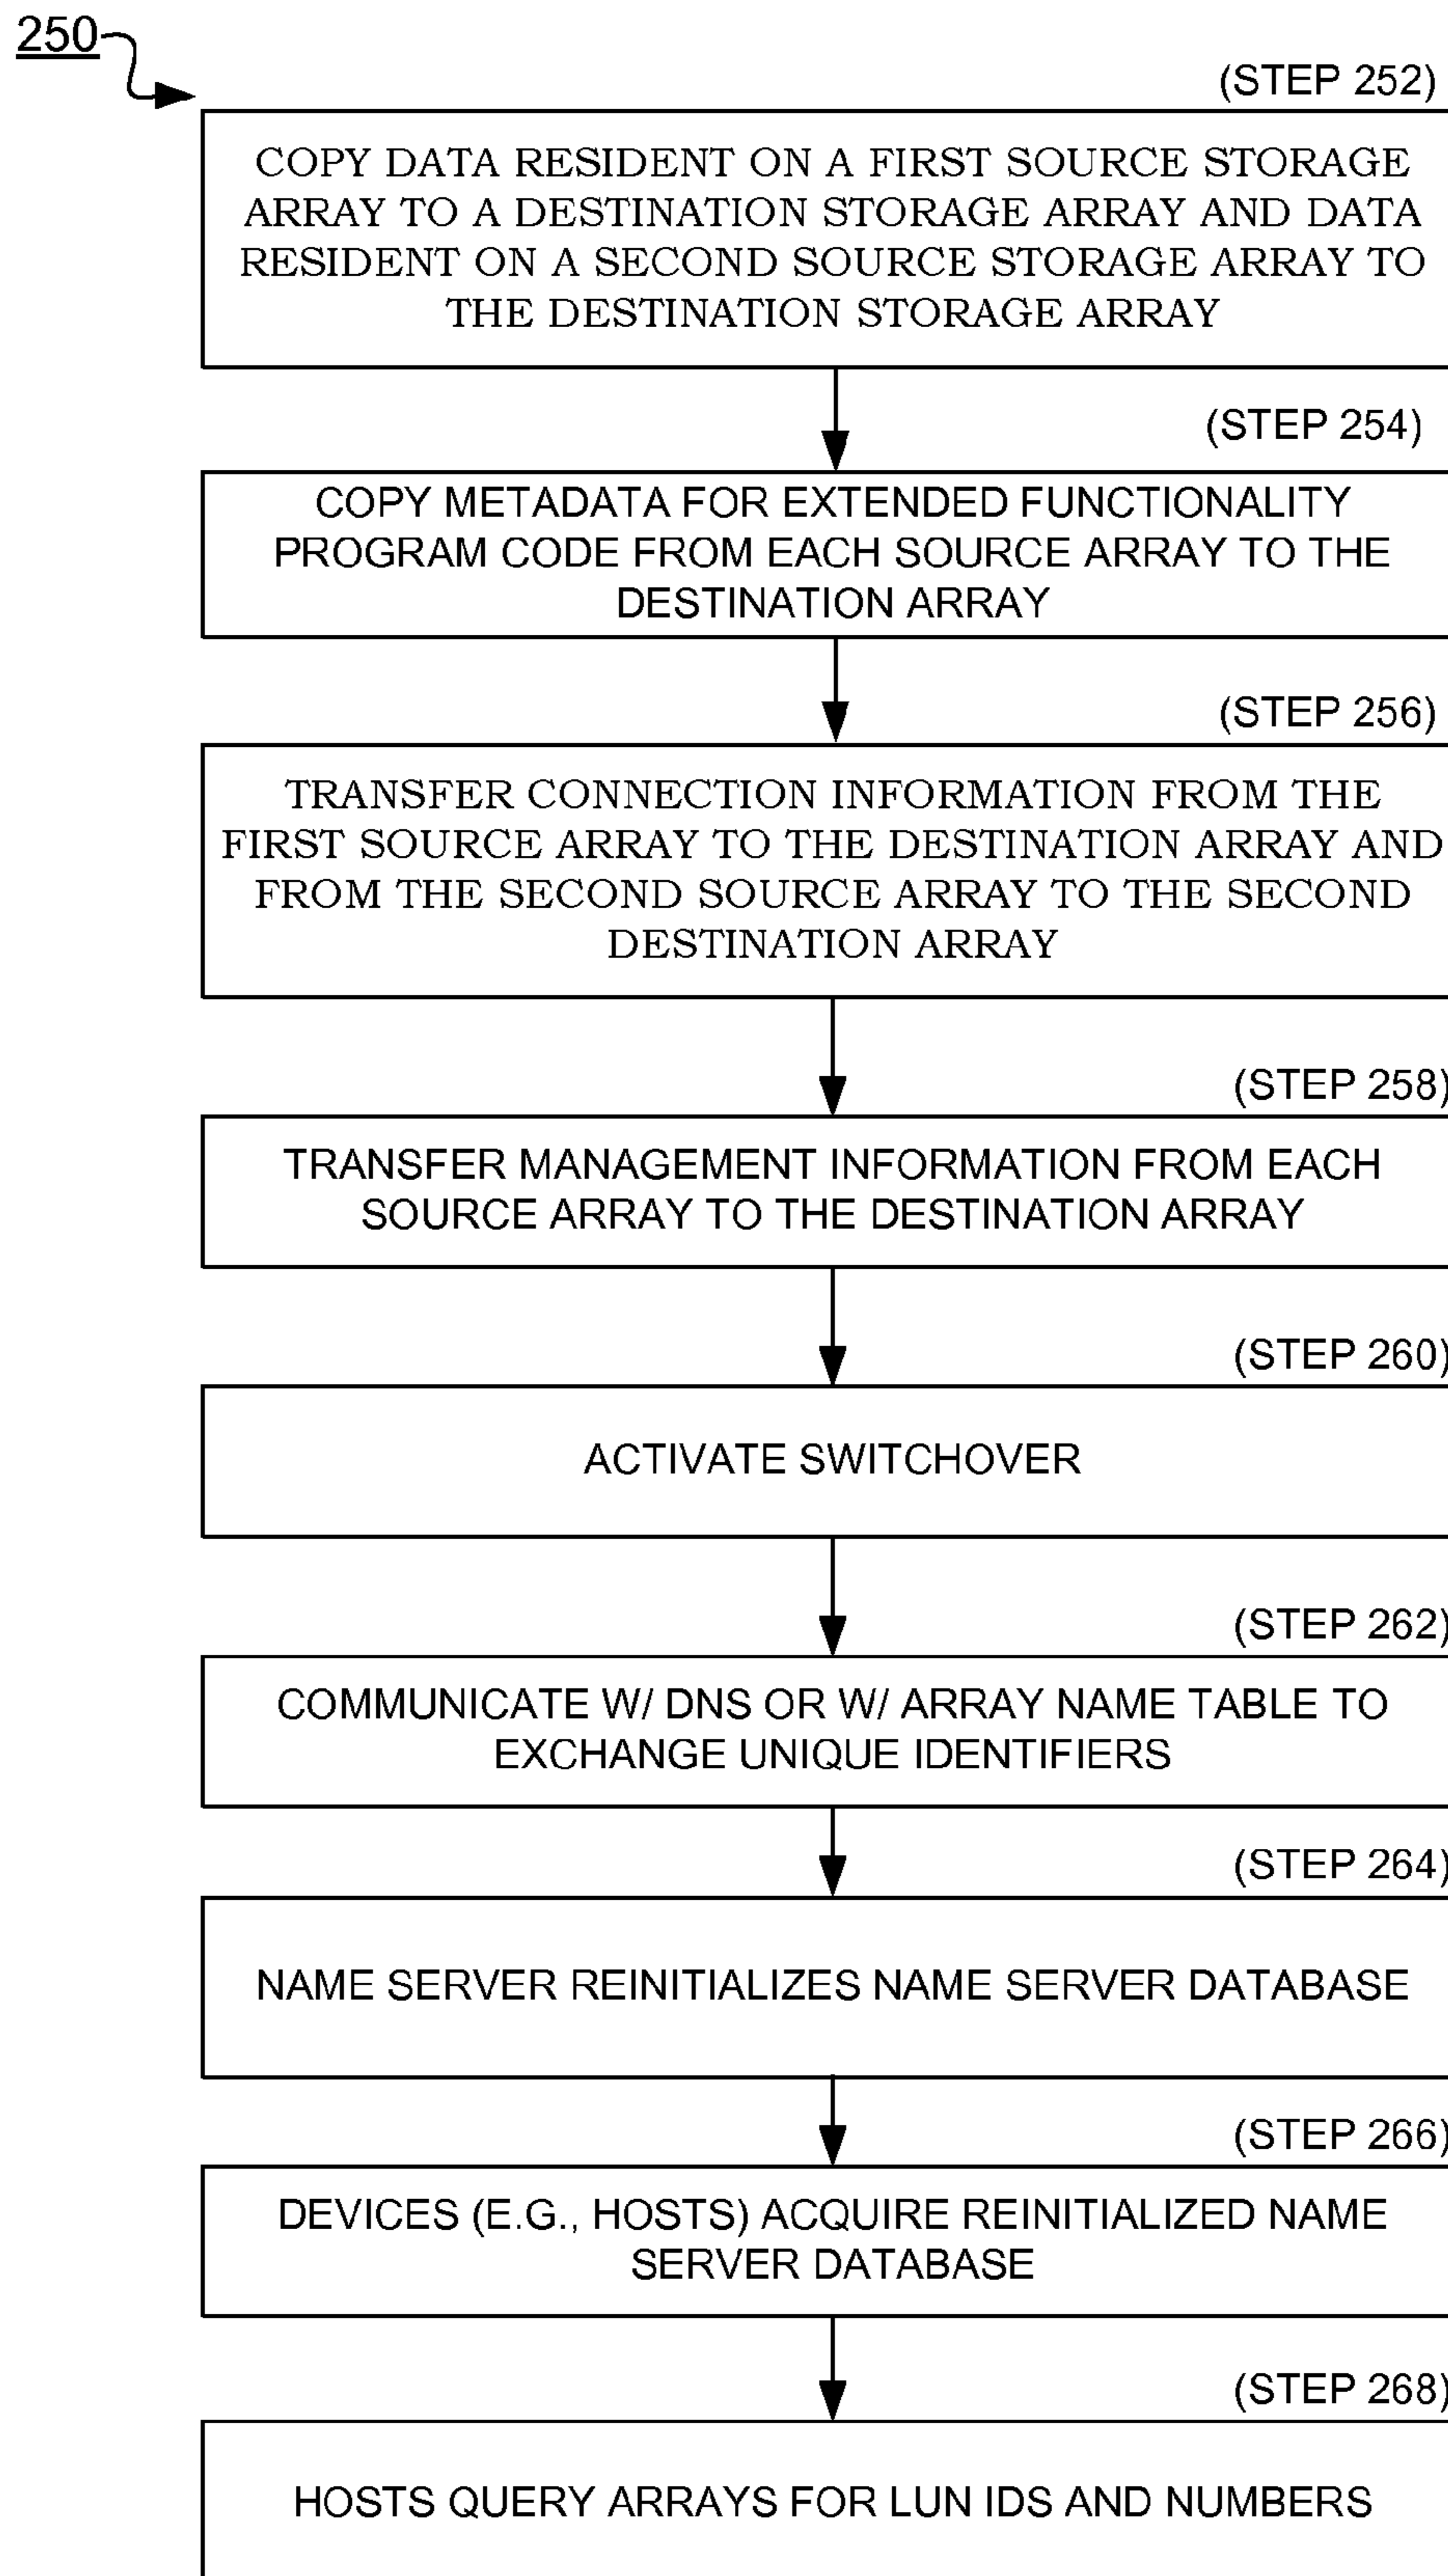 250
(STEP 252)
COPY DATA RESIDENT ON A FIRST SOURCE STORAGE
ARRAY TO A DESTINATION STORAGE ARRAY AND DATA
RESIDENT ON A SECOND SOURCE STORAGE ARRAY TO
THE DESTINATION STORAGE ARRAY
(STEP 254)
COPY METADATA FOR EXTENDED FUNCTIONALITY
PROGRAM CODE FROM EACH SOURCE ARRAY TO THE
DESTINATION ARRAY
(STEP 256)
TRANSFER CONNECTION INFORMATION FROM THE
FIRST SOURCE ARRAY TO THE DESTINATION ARRAY AND
FROM THE SECOND SOURCE ARRAY TO THE SECOND
DESTINATION ARRAY
(STEP 258)
TRANSFER MANAGEMENT INFORMATION FROM EACH
SOURCE ARRAY TO THE DESTINATION ARRAY
(STEP 260)
ACTIVATE SWITCHOVER
(STEP 262)
COMMUNICATE W/ DNS OR W/ ARRAY NAME TABLE TO
EXCHANGE UNIQUE IDENTIFIERS
(STEP 264)
NAME SERVER REINITIALIZES NAME SERVER DATABASE
(STEP 266)
DEVICES (E.G., HOSTS) ACQUIRE REINITIALIZED NAME
SERVER DATABASE
(STEP 268)
HOSTS QUERY ARRAYS FOR LUN IDS AND NUMBERS